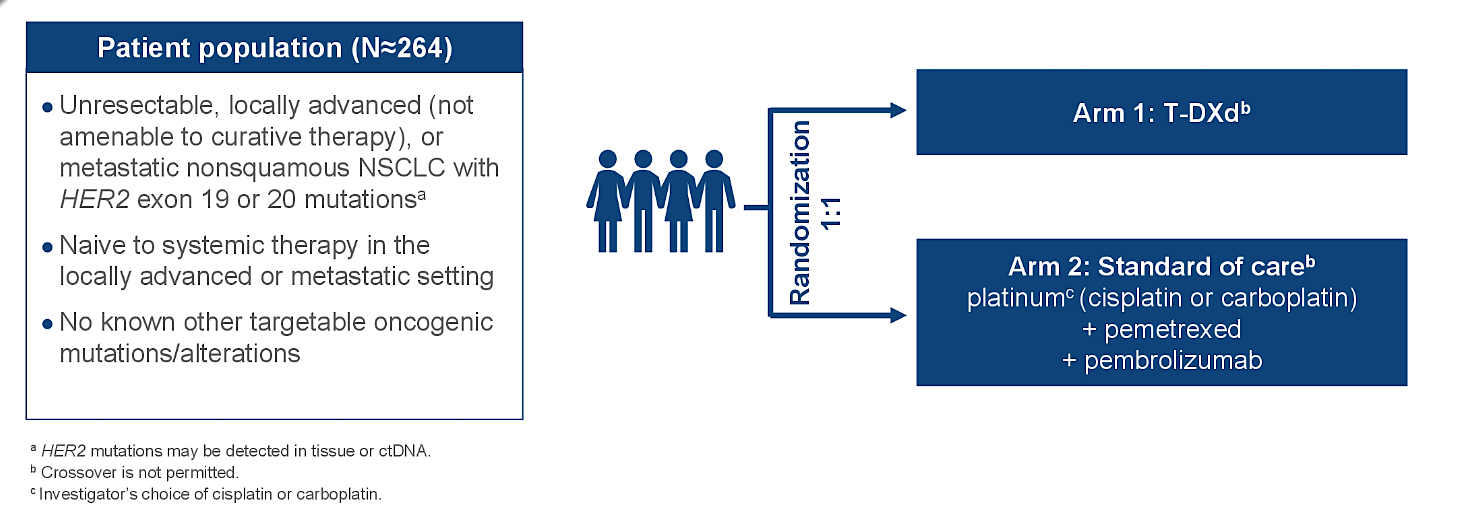 Patient population (N≈264)
● Unresectable, locally advanced (not
amenable to curative therapy), or
metastatic nonsquamous NSCLC with
HER2 exon 19 or 20 mutationsᵃ
● Naive to systemic therapy in the
locally advanced or metastatic setting
● No known other targetable oncogenic
mutations/alterations
ᵃ HER2 mutations may be detected in tissue or ctDNA.
ᵇ Crossover is not permitted.
ᶜ Investigator’s choice of cisplatin or carboplatin.
Randomization
1:1
Arm 1: T-DXdᵇ
Arm 2: Standard of careᵇ
platinumᶜ (cisplatin or carboplatin)
+ pemetrexed
+ pembrolizumab